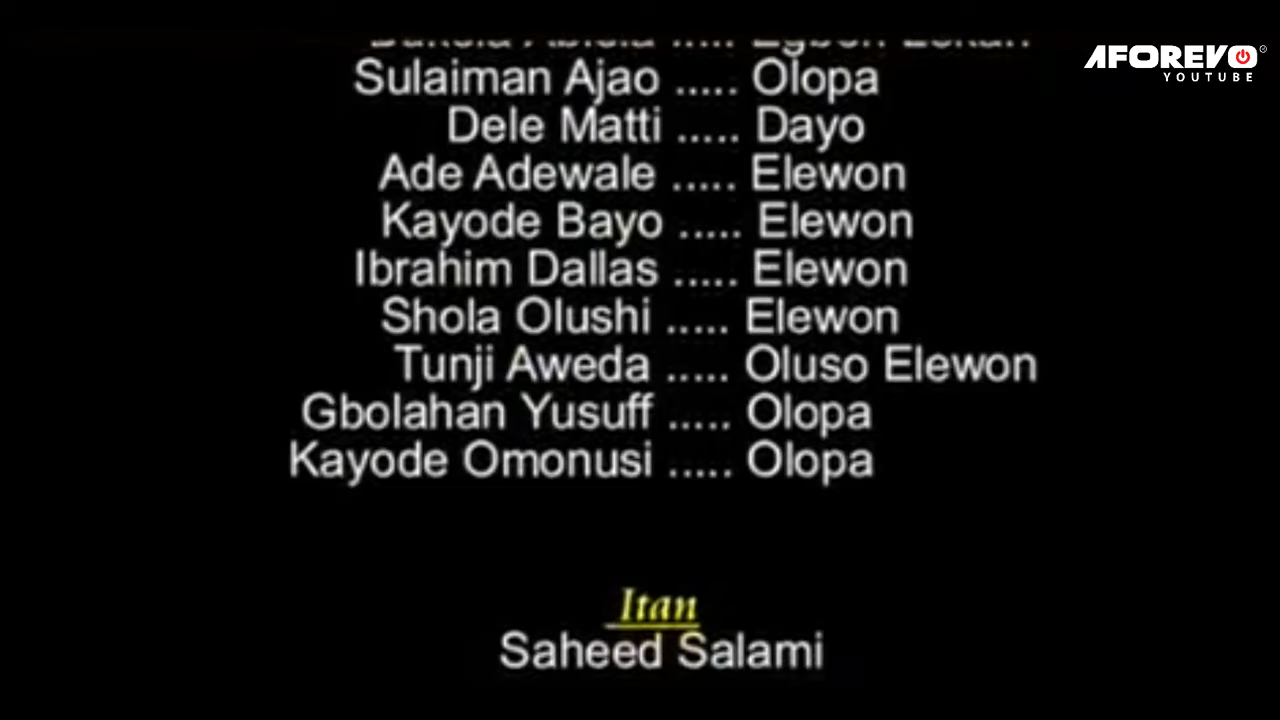 AFOREVO
YOUTUBE
Sulaiman Ajao ..... Olopa
Dele Matti ..... Dayo
Ade Adewale ..... Elewon
Kayode Bayo ..... Elewon
Ibrahim Dallas ..... Elewon
Shola Olushi ..... Elewon
Tunji Aweda ..... Oluso Elewon
Gbolahan Yusuff ..... Olopa
Kayode Omonusi ..... Olopa
Itan
Saheed Salami